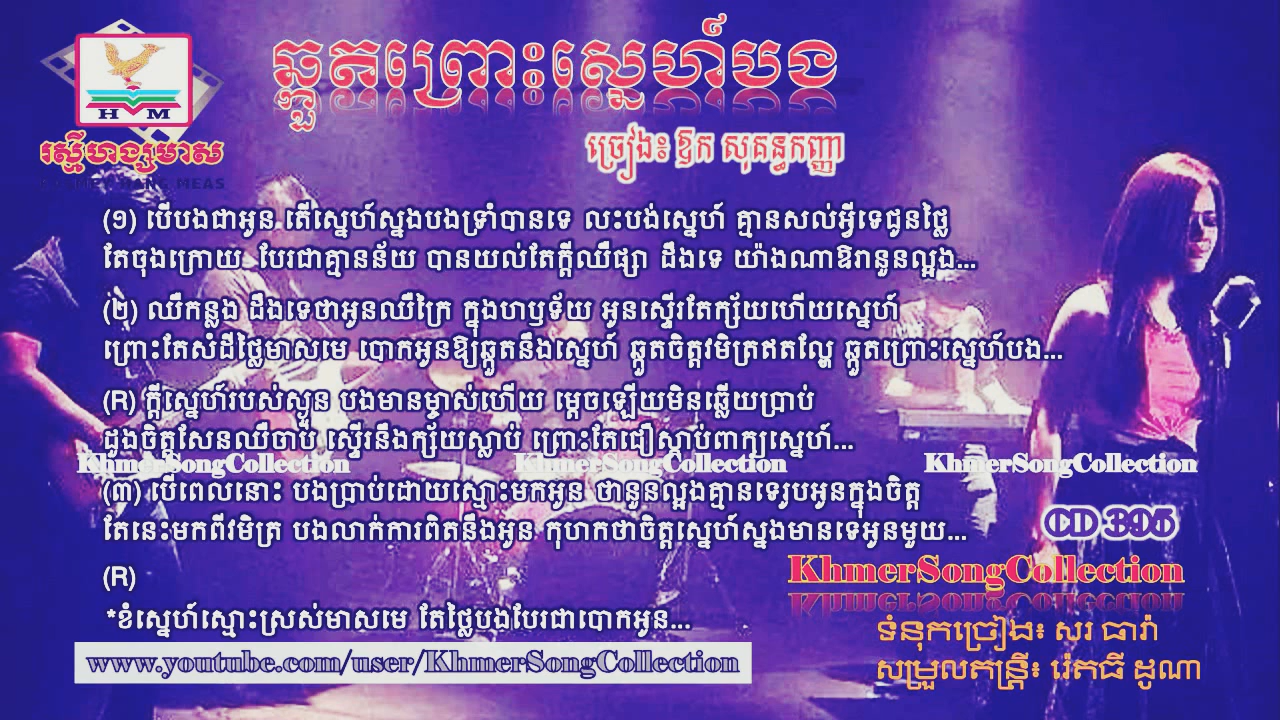 ឆ្កួតព្រោះស្នេហ៍បង
H M
រស្មីហង្សមាស
HANG MEAS
ច្រៀង៖ ឱក សុគន្ធកញ្ញា
(១) បើបងជាអូន តើស្នេហ៍ស្នងបងទ្រាំបានទេ លះបង់ស្នេហ៍ គ្មានសល់អ្វីទេជូនថ្លៃ
តែចុងក្រោយ បែរជាគ្មានន័យ បានយល់តែក្ដីឈឺផ្សា ដឹងទេ យ៉ាងណាឱរានួនល្អង...
(២) ឈឺកន្លង ដឹងទេថាអូនឈឺក្រៃ ក្នុងហឫទ័យ អូនស្ទើរតែក្ស័យហើយស្នេហ៍
ព្រោះតែសំដីថ្លៃមាសមេ បោកអូនឱ្យឆ្កួតនឹងស្នេហ៍ ឆ្កួតចិត្តវមិត្រឥតល្ហែ ឆ្កួតព្រោះស្នេហ៍បង...
(R) ក្ដីស្នេហ៍របស់ស្ងួន បងមានម្ចាស់ហើយ ម្ដេចឡើយមិនឆ្លើយប្រាប់
ដួងចិត្តសែនឈឺចាប់ ស្ទើរនឹងក្ស័យស្លាប់ ព្រោះតែជឿស្ដាប់ពាក្យស្នេហ៍...
KhmerSongCollection KhmerSongCollection KhmerSongCollection
(៣) បើពេលនោះ បងប្រាប់ដោយស្មោះមកអូន ថានួនល្អងគ្មានទេរូបអូនក្នុងចិត្ត
តែនេះមកពីវមិត្រ បងលាក់ការពិតនឹងអូន កុហកថាចិត្តស្នេហ៍ស្នងមានទេអូនមួយ...
CD 395
(R)
KhmerSongCollection
*ខំស្នេហ៍ស្មោះស្រស់មាសមេ តែថ្លៃបងបែរជាបោកអូន...
ទំនុកច្រៀង៖ សរ ធារ៉ា
www.youtube.com/user/KhmerSongCollection
សម្រួលតន្ត្រី៖ រ៉េតធី ដូណា